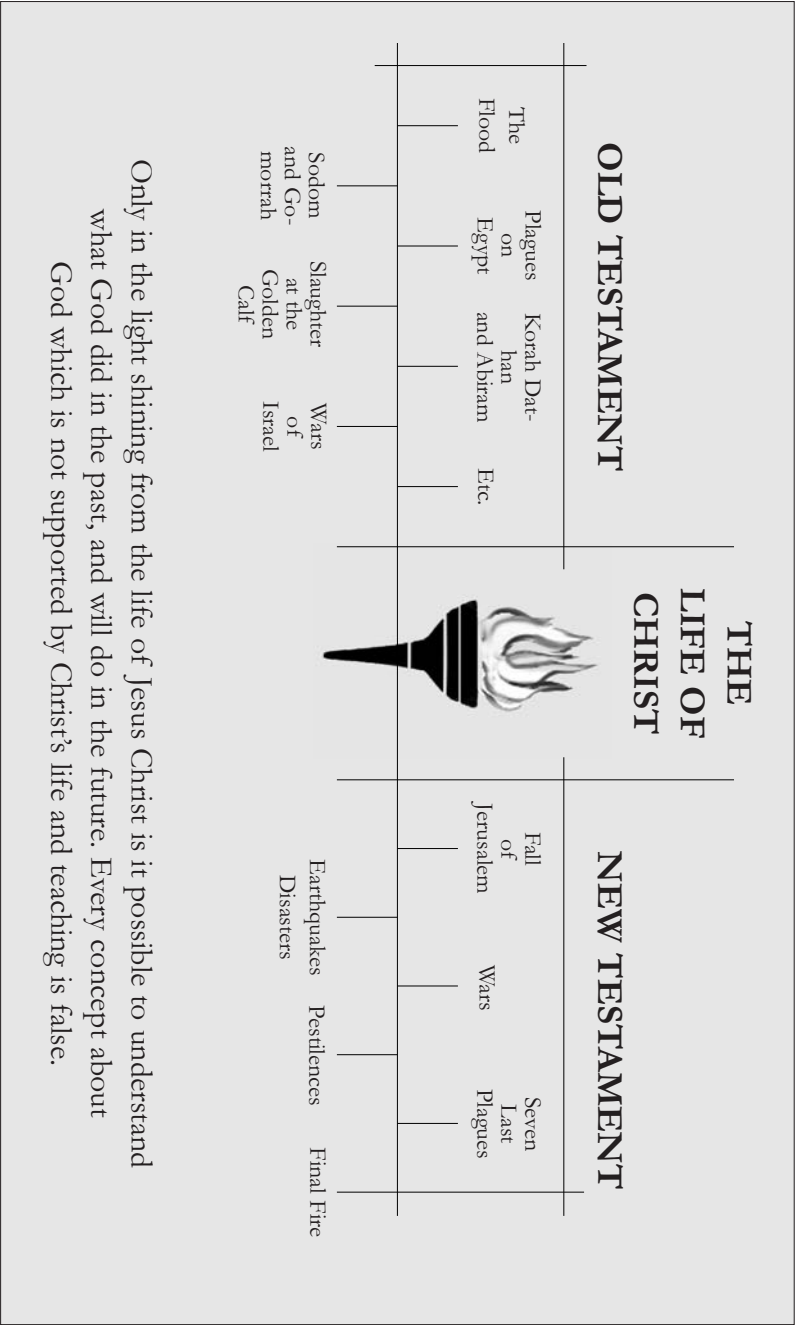 OLD TESTAMENT
The
Flood
Plagues
on
Egypt
Korah Dat-
han
and Abiram
Etc.
Sodom
and Go-
morrah
Slaughter
at the
Golden
Calf
Wars
of
Israel
THE
LIFE OF
CHRIST
NEW TESTAMENT
Fall
of
Jerusalem
Wars
Seven
Last
Plagues
Earthquakes
Disasters
Pestilences
Final Fire
Only in the light shining from the life of Jesus Christ is it possible to understand
what God did in the past, and will do in the future. Every concept about
God which is not supported by Christ’s life and teaching is false.